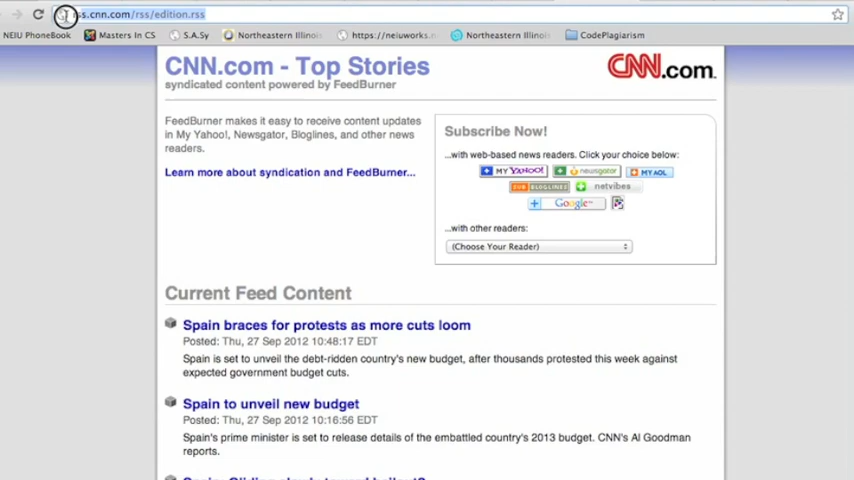 rss.cnn.com/rss/edition.rss
NEIU PhoneBook Masters In CS S.A.Sy Northeastern Illinoi https://neiuworks.n Northeastern Illinoi CodePlagiarism
CNN.com - Top Stories
syndicated content powered by FeedBurner
CNN.com
FeedBurner makes it easy to receive content updates
in My Yahoo!, Newsgator, Bloglines, and other news
readers.
Learn more about syndication and FeedBurner...
Subscribe Now!
...with web-based news readers. Click your choice below:
MY YAHOO! newsgator MY AOL
SUB BLOGLINES netvibes
Google™
...with other readers:
(Choose Your Reader)
Current Feed Content
Spain braces for protests as more cuts loom
Posted: Thu, 27 Sep 2012 10:48:17 EDT
Spain is set to unveil the debt-ridden country's new budget, after thousands protested this week against
expected government budget cuts.
Spain to unveil new budget
Posted: Thu, 27 Sep 2012 10:16:56 EDT
Spain's prime minister is set to release details of the embattled country's 2013 budget. CNN's Al Goodman
reports.